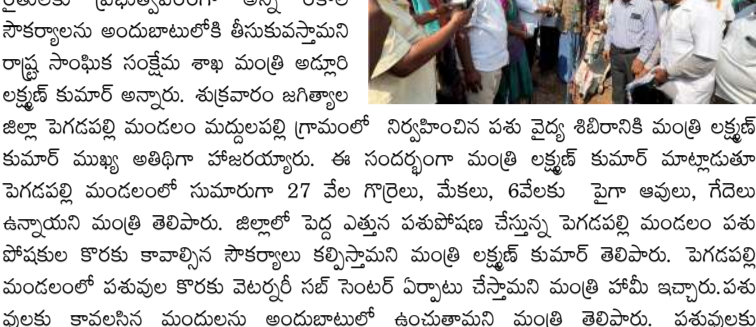 రైతులకు ప్రభుత్వపరంగా అన్ని రకాల
సౌకర్యాలను అందుబాటులోకి తీసుకువస్తామని
రాష్ట్ర సాంఘిక సంక్షేమ శాఖ మంత్రి అడ్లూరి
లక్ష్మణ్ కుమార్ అన్నారు. శుక్రవారం జగిత్యాల
జిల్లా పెగడపల్లి మండలం మద్దులపల్లి గ్రామంలో నిర్వహించిన పశు వైద్య శిబిరానికి మంత్రి లక్ష్మణ్
కుమార్ ముఖ్య అతిథిగా హాజరయ్యారు. ఈ సందర్భంగా మంత్రి లక్ష్మణ్ కుమార్ మాట్లాడుతూ
పెగడపల్లి మండలంలో సుమారుగా 27 వేల గొర్రెలు, మేకలు, 6వేలకు పైగా ఆవులు, గేదెలు
ఉన్నాయని మంత్రి తెలిపారు. జిల్లాలో పెద్ద ఎత్తున పశుపోషణ చేస్తున్న పెగడపల్లి మండలం పశు
పోషకుల కొరకు కావాల్సిన సౌకర్యాలు కల్పిస్తామని మంత్రి లక్ష్మణ్ కుమార్ తెలిపారు. పెగడపల్లి
మండలంలో పశువుల కొరకు వెటర్నరీ సబ్ సెంటర్ ఏర్పాటు చేస్తామని మంత్రి హామీ ఇచ్చారు.పశు
వులకు కావలసిన మందులను అందుబాటులో ఉంచుతామని మంత్రి తెలిపారు. పశువులకు